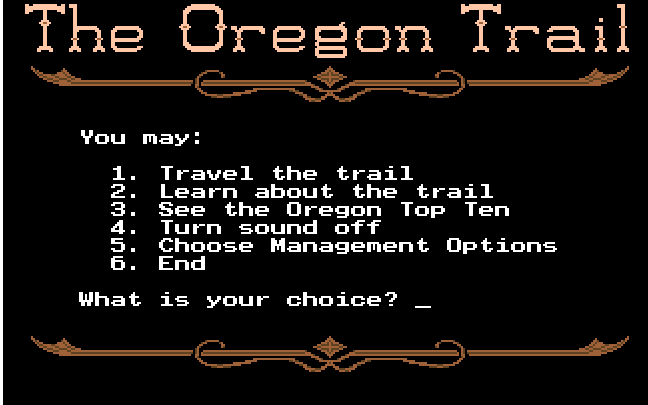 The Oregon Trail
You may:
1. Travel the trail
2. Learn about the trail
3. See the Oregon Top Ten
4. Turn sound off
5. Choose Management Options
6. End
What is your choice? _